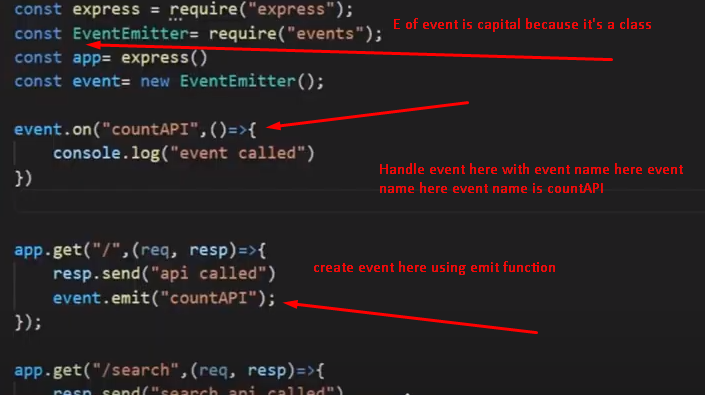 const express = require("express");
E of event is capital because it's a class
const EventEmitter= require("events");
const app= express()
const event= new EventEmitter();
event.on("countAPI",()=>{
console.log("event called")
Handle event here with event name here event
})
name here event name is countAPI
app.get("/",(req, resp)=>{
resp.send("api called")
create event here using emit function
event.emit("countAPI");
});
app.get("/search",(req, resp)=>{
resp.send("search api called")